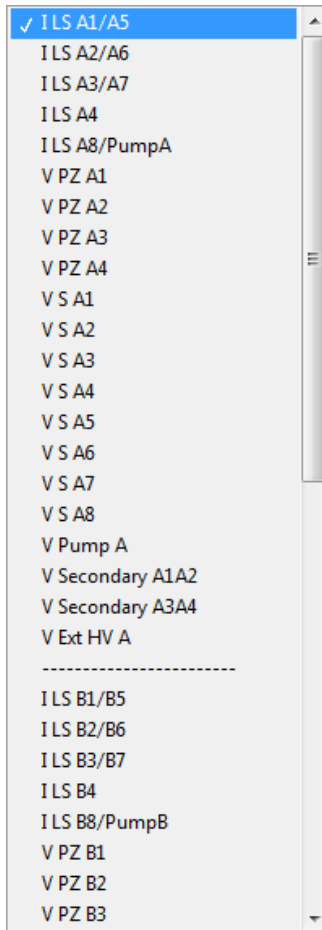 ✓ I LS A1/A5
I LS A2/A6
I LS A3/A7
I LS A4
I LS A8/PumpA
V PZ A1
V PZ A2
V PZ A3
V PZ A4
V S A1
V S A2
V S A3
V S A4
V S A5
V S A6
V S A7
V S A8
V Pump A
V Secondary A1A2
V Secondary A3A4
V Ext HV A
------------------------
I LS B1/B5
I LS B2/B6
I LS B3/B7
I LS B4
I LS B8/PumpB
V PZ B1
V PZ B2
V PZ B3